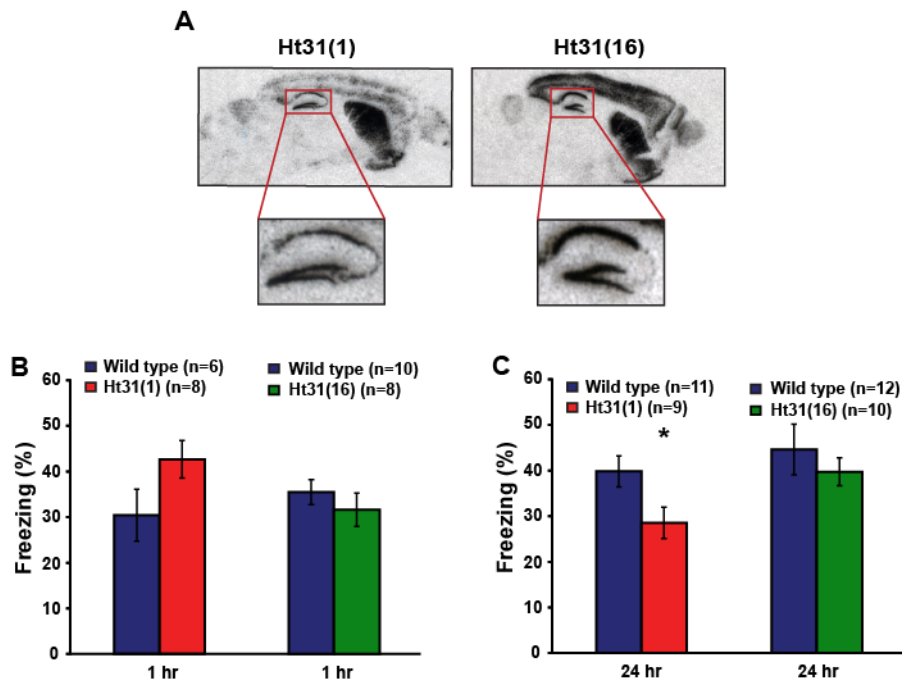 A
Ht31(1)
Ht31(16)
B
Wild type (n=6)
Ht31(1) (n=8)
Wild type (n=10)
Ht31(16) (n=8)
Freezing (%)
60
50
40
30
20
10
0
1 hr
1 hr
C
Wild type (n=11)
Ht31(1) (n=9)
Wild type (n=12)
Ht31(16) (n=10)
*
Freezing (%)
60
50
40
30
20
10
0
24 hr
24 hr